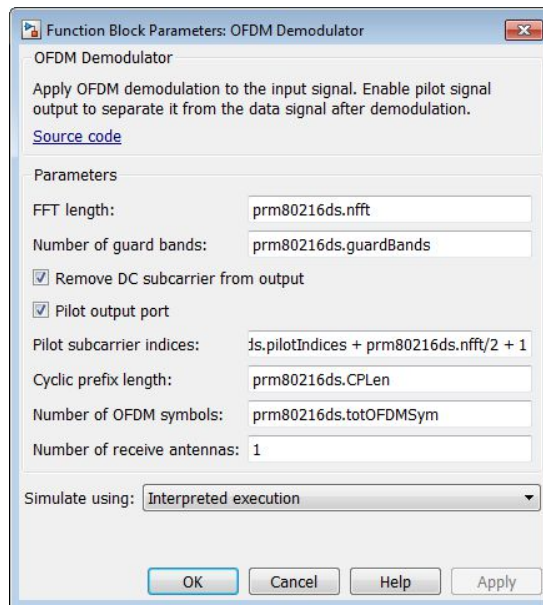 Function Block Parameters: OFDM Demodulator
OFDM Demodulator
Apply OFDM demodulation to the input signal. Enable pilot signal
output to separate it from the data signal after demodulation.
Source code
Parameters
FFT length: prm80216ds.nfft
Number of guard bands: prm80216ds.guardBands
Remove DC subcarrier from output
Pilot output port
Pilot subcarrier indices: ds.pilotIndices + prm80216ds.nfft/2 + 1
Cyclic prefix length: prm80216ds.CPLen
Number of OFDM symbols: prm80216ds.totOFDMSym
Number of receive antennas: 1
Simulate using: Interpreted execution
OK Cancel Help Apply